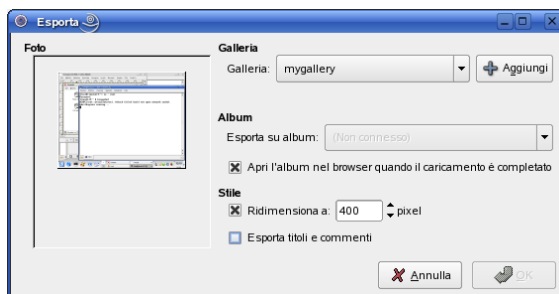 Esporta
Foto
Galleria
Galleria: mygallery Aggiungi
Album
Esporta su album: (Non connesso)
Apri l'album nel browser quando il caricamento è completato
Stile
Ridimensiona a: 400 pixel
Esporta titoli e commenti
Annulla OK